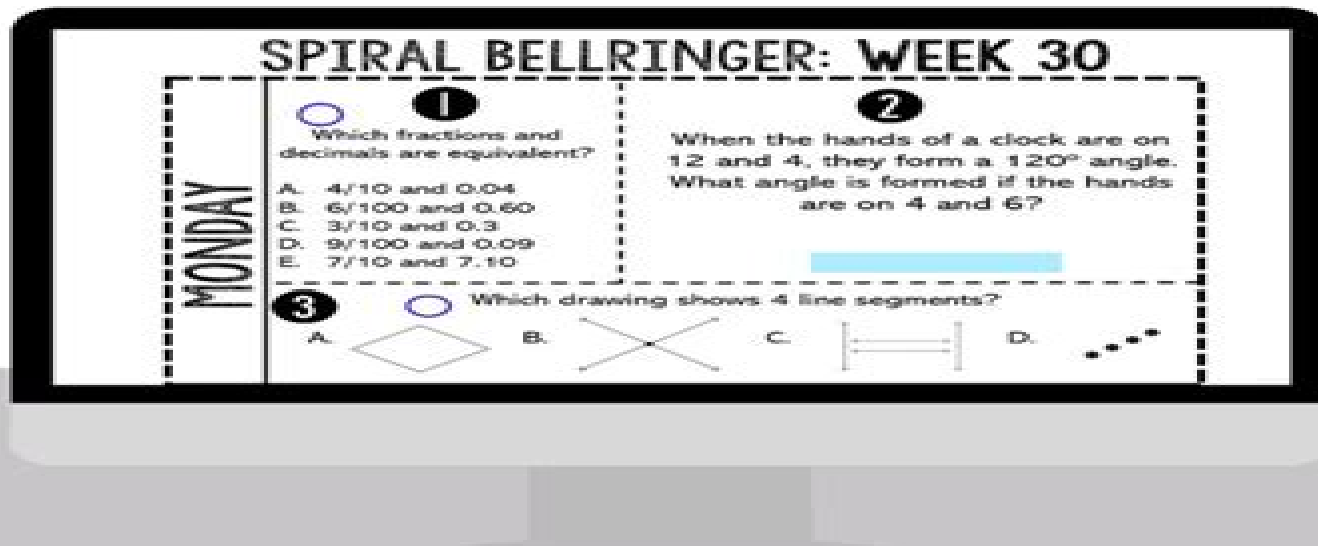 SPIRAL BELLRINGER: WEEK 30
MONDAY
1
Which fractions and
decimals are equivalent?
A. 4/10 and 0.04
B. 6/100 and 0.60
C. 3/10 and 0.3
D. 9/100 and 0.09
E. 7/10 and 7.10
2
When the hands of a clock are on
12 and 4, they form a 120° angle.
What angle is formed if the hands
are on 4 and 6?
3 Which drawing shows 4 line segments?
A. B. C. D.